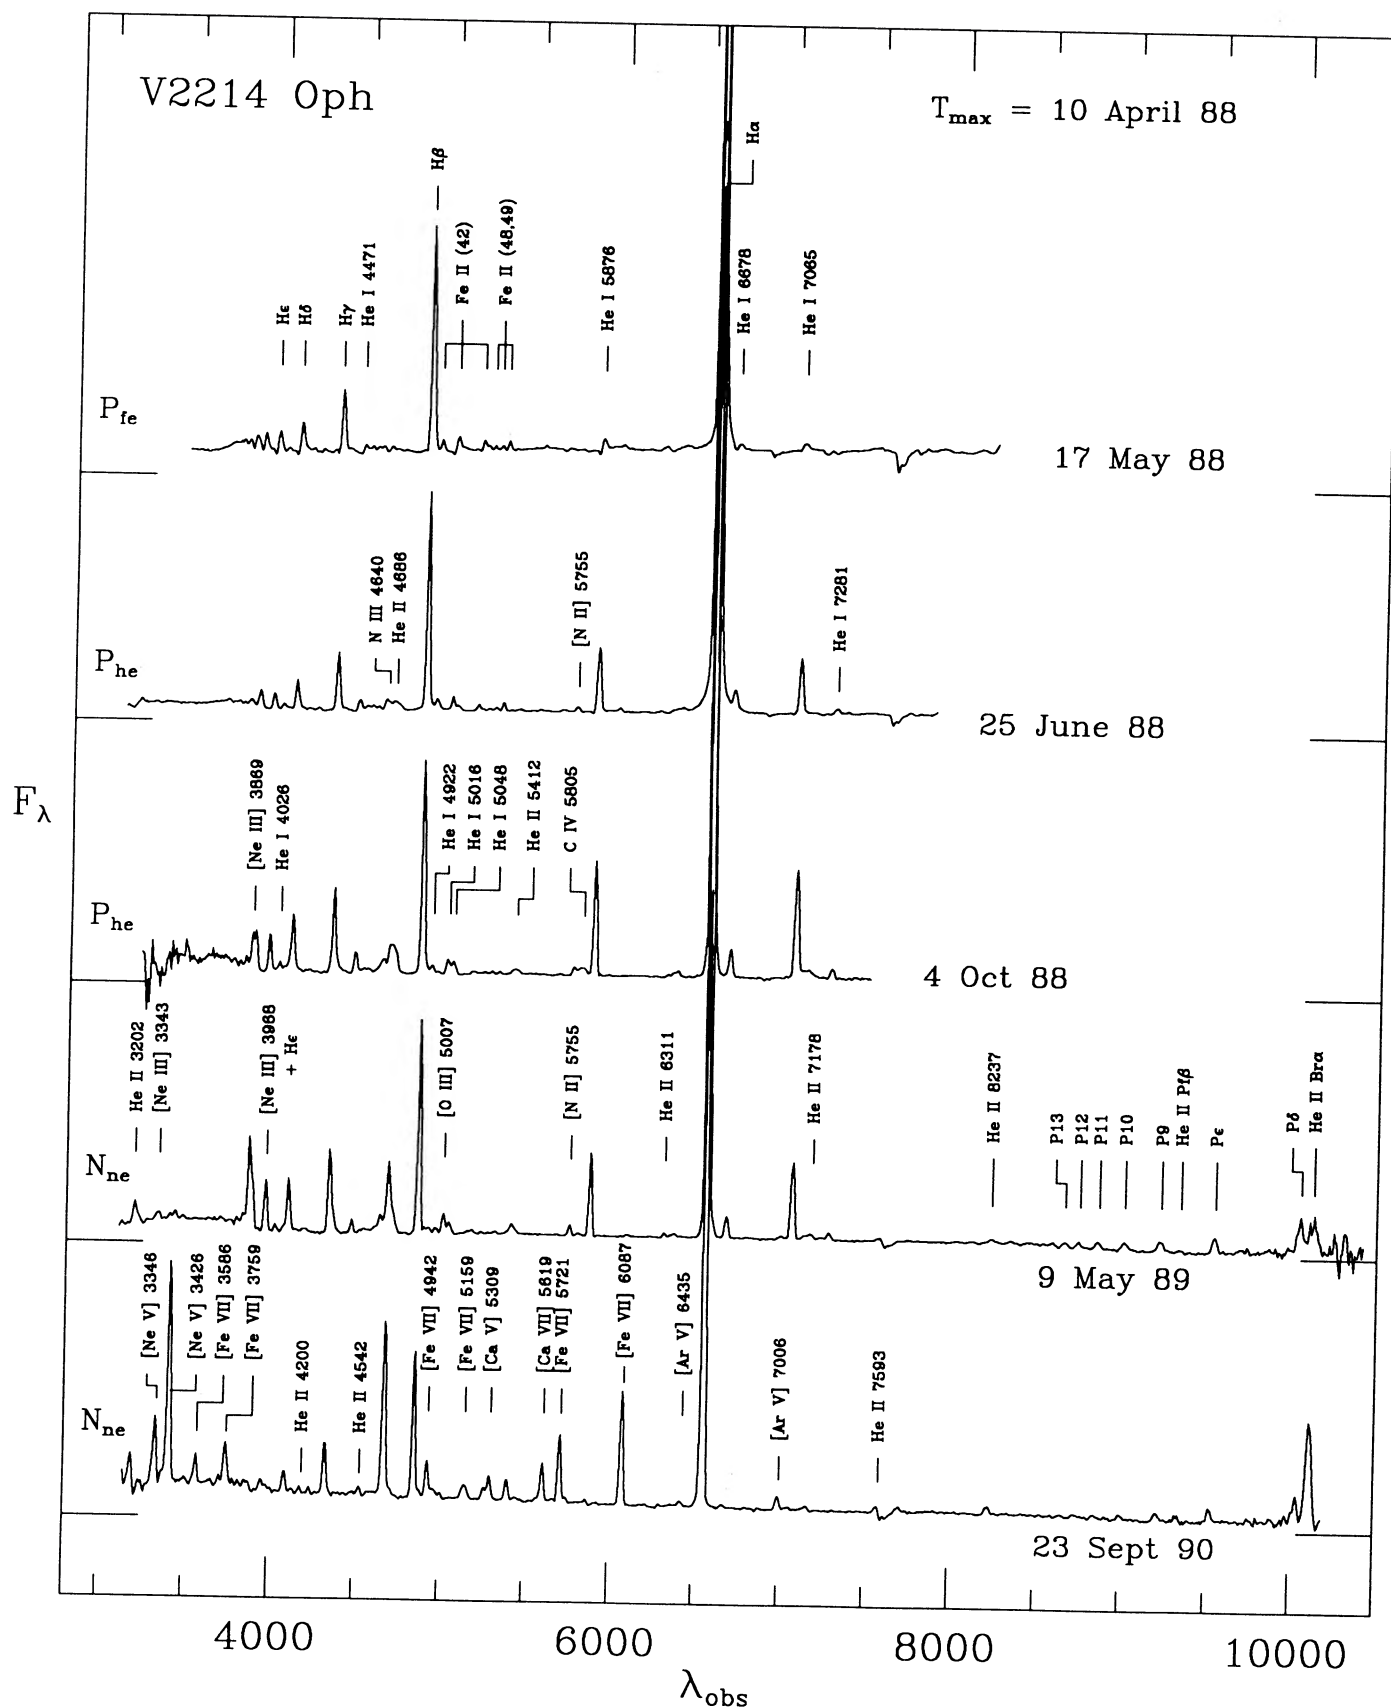 V2214 Oph
T_max = 10 April 88
Hε
Hδ
Hγ
He I 4471
Hβ
Fe II (42)
Fe II (48,49)
He I 5876
Hα
He I 6678
He I 7065
P_fe
17 May 88
N III 4640
He II 4686
[N II] 5755
He I 7281
P_he
25 June 88
F_λ
[Ne III] 3869
He I 4026
He I 4922
He I 5016
He I 5048
He II 5412
C IV 5805
P_he
4 Oct 88
He II 3202
[Ne III] 3343
[Ne III] 3968
+ Hε
[O III] 5007
[N II] 5755
He II 6311
He II 7178
He II 8237
P13
P12
P11
P10
P9
He II Pfβ
Pε
Pδ
He II Brα
N_ne
9 May 89
[Ne V] 3346
[Ne V] 3426
[Fe VII] 3586
[Fe VII] 3759
He II 4200
He II 4542
[Fe VII] 4942
[Fe VII] 5159
[Ca V] 5309
[Ca VII] 5619
[Fe VII] 5721
[Fe VII] 6087
[Ar V] 6435
[Ar V] 7006
He II 7593
N_ne
23 Sept 90
4000
6000
8000
10000
λ_obs